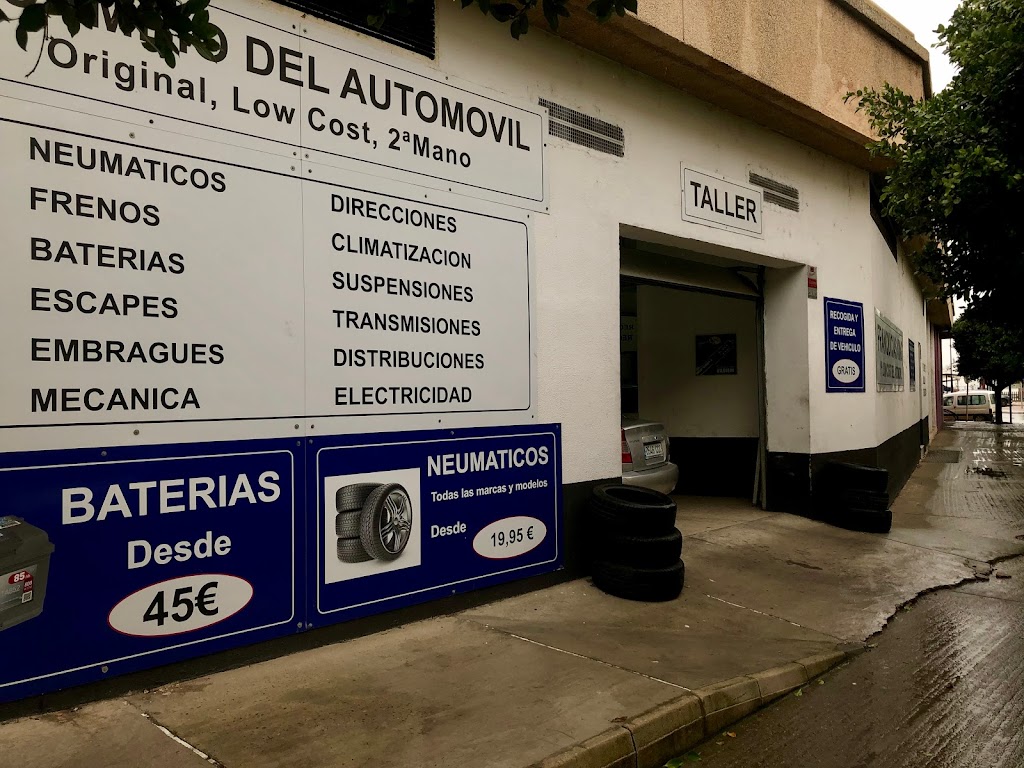 DEL AUTOMOVIL
Original, Low Cost, 2ªMano
NEUMATICOS
FRENOS
BATERIAS
ESCAPES
EMBRAGUES
MECANICA
DIRECCIONES
CLIMATIZACION
SUSPENSIONES
TRANSMISIONES
DISTRIBUCIONES
ELECTRICIDAD
BATERIAS
Desde
45€
85
NEUMATICOS
Todas las marcas y modelos
Desde
19,95 €
TALLER
RECOGIDA Y
ENTREGA
DE VEHICULO
GRATIS